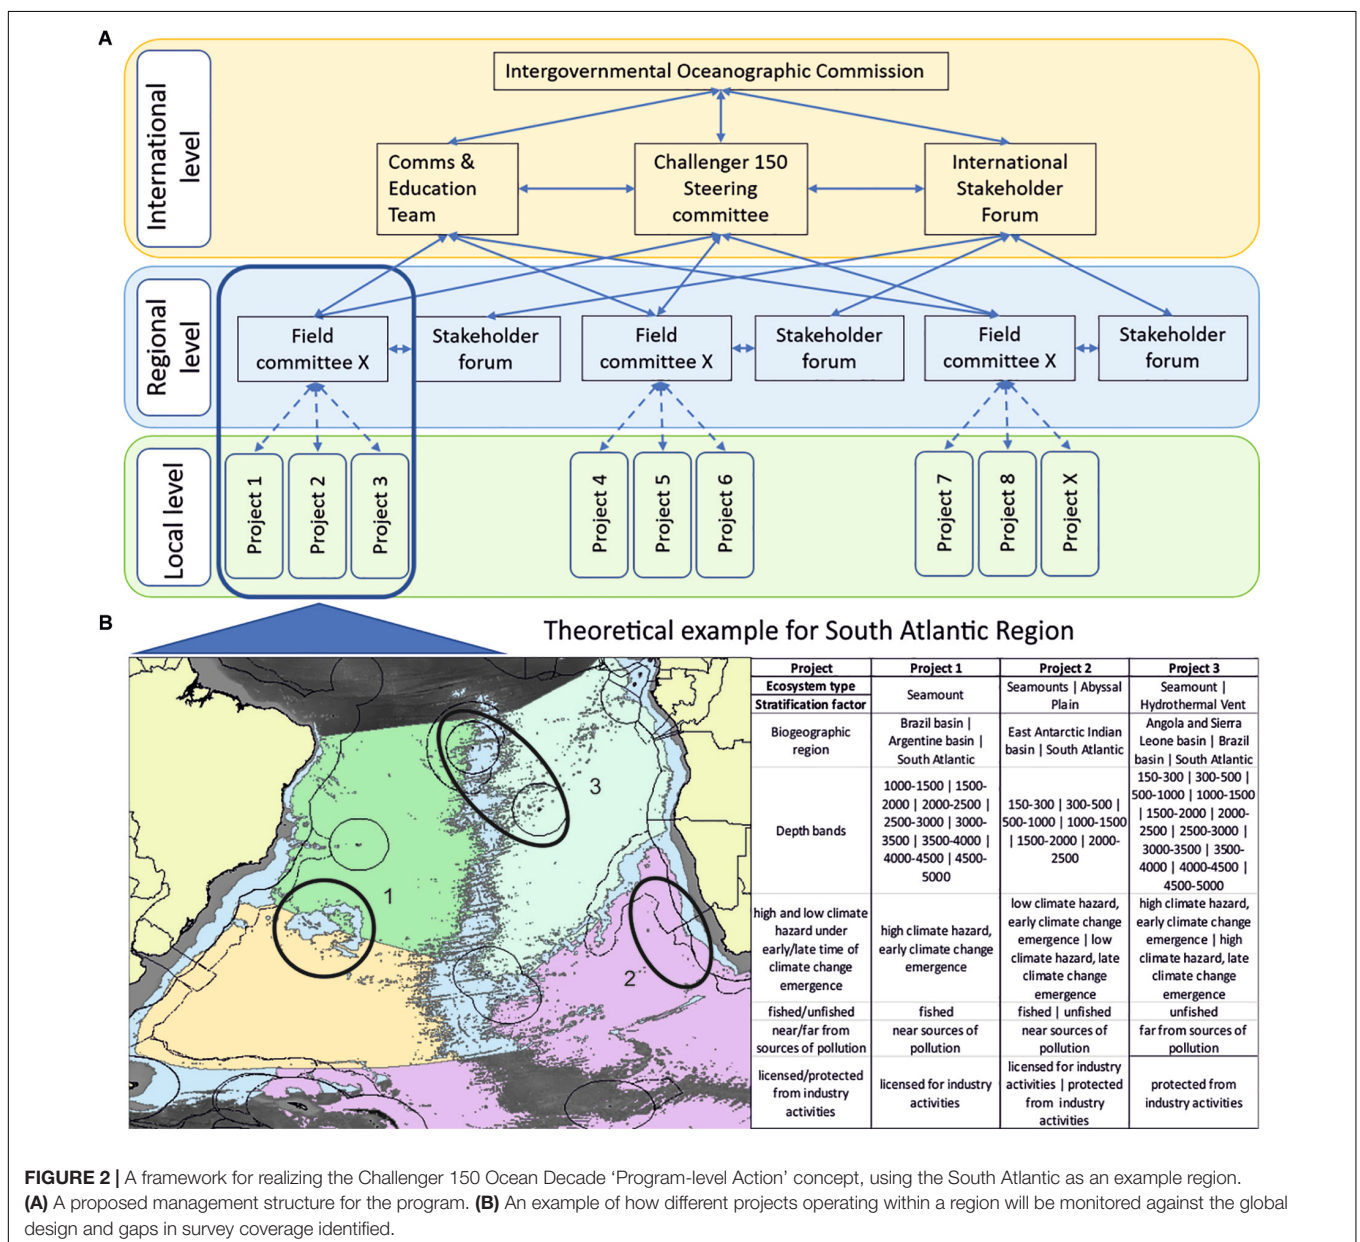 A
International
level
Intergovernmental Oceanographic Commission
Comms &
Education
Team
Challenger 150
Steering
committee
International
Stakeholder
Forum
Regional
level
Field
committee X
Stakeholder
forum
Field
committee X
Stakeholder
forum
Field
committee X
Stakeholder
forum
Local level
Project 1
Project 2
Project 3
Project 4
Project 5
Project 6
Project 7
Project 8
Project X
B
Theoretical example for South Atlantic Region
1
2
3
Project
Project 1
Project 2
Project 3
Ecosystem type
Stratification factor
Seamount
Seamounts | Abyssal
Plain
Seamount |
Hydrothermal Vent
Biogeographic
region
Brazil basin |
Argentine basin |
South Atlantic
East Antarctic Indian
basin | South Atlantic
Angola and Sierra
Leone basin | Brazil
basin | South Atlantic
Depth bands
1000-1500 | 1500-
2000 | 2000-2500 |
2500-3000 | 3000-
3500 | 3500-4000 |
4000-4500 | 4500-
5000
150-300 | 300-500 |
500-1000 | 1000-1500
| 1500-2000 | 2000-
2500
150-300 | 300-500 |
500-1000 | 1000-1500
| 1500-2000 | 2000-
2500 | 2500-3000 |
3000-3500 | 3500-
4000 | 4000-4500 |
4500-5000
high and low climate
hazard under
early/late time of
climate change
emergence
high climate hazard,
early climate change
emergence
low climate hazard,
early climate change
emergence | low
climate hazard, late
climate change
emergence
high climate hazard,
early climate change
emergence | high
climate hazard, late
climate change
emergence
fished/unfished
fished
fished | unfished
unfished
near/far from
sources of pollution
near sources of
pollution
near sources of
pollution
far from sources of
pollution
licensed/protected
from industry
activities
licensed for industry
activities
licensed for industry
activities | protected
from industry
activities
protected from
industry activities
FIGURE 2 | A framework for realizing the Challenger 150 Ocean Decade ‘Program-level Action’ concept, using the South Atlantic as an example region.
(A) A proposed management structure for the program. (B) An example of how different projects operating within a region will be monitored against the global
design and gaps in survey coverage identified.